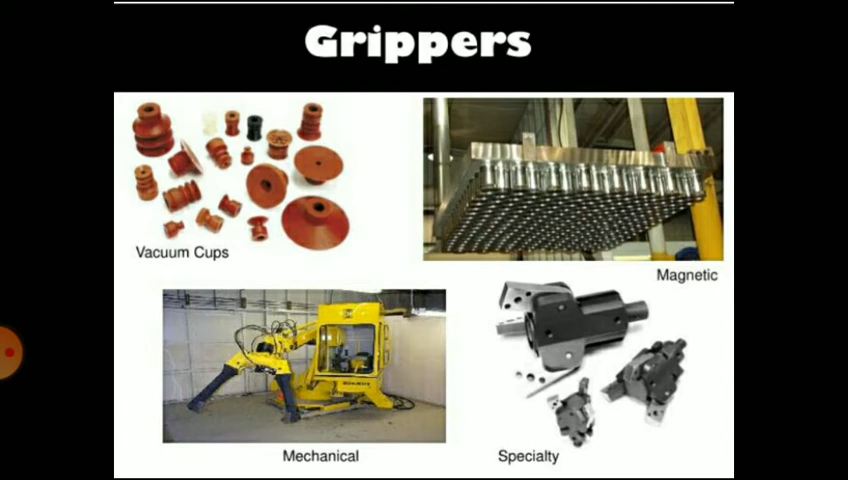 Grippers
Vacuum Cups
Magnetic
Mechanical
Specialty